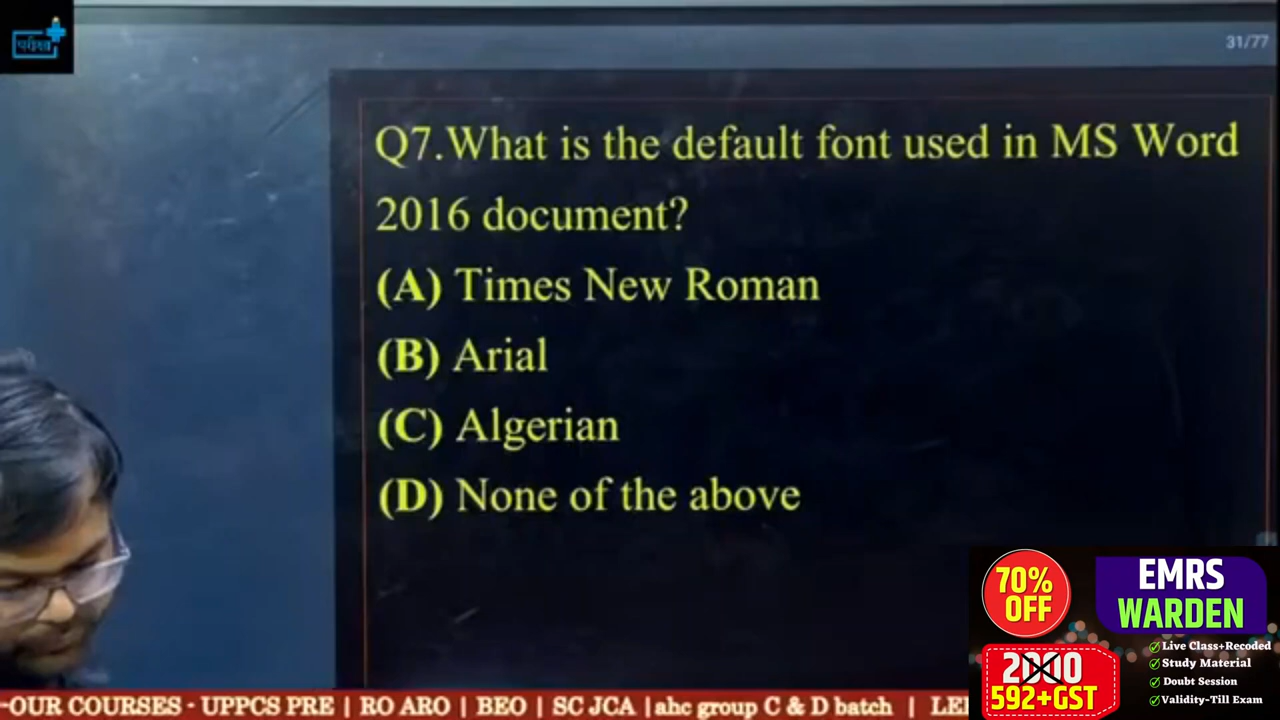 परीक्षा
31/77
Q7.What is the default font used in MS Word
2016 document?
(A) Times New Roman
(B) Arial
(C) Algerian
(D) None of the above
70%
OFF
EMRS
WARDEN
2000
592+GST
Live Class+Recoded
Study Material
Doubt Session
Validity-Till Exam
-OUR COURSES - UPPCS PRE | RO ARO | BEO | SC JCA |ahc group C & D batch |